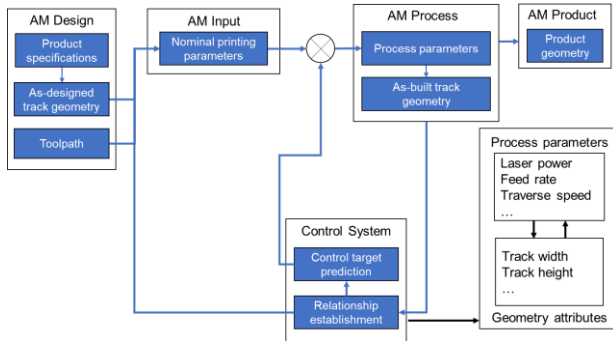 AM Design
Product
specifications
As-designed
track geometry
Toolpath
AM Input
Nominal printing
parameters
AM Process
Process parameters
As-built track
geometry
AM Product
Product
geometry
Control System
Control target
prediction
Relationship
establishment
Process parameters
Laser power
Feed rate
Traverse speed
…
Track width
Track height
…
Geometry attributes